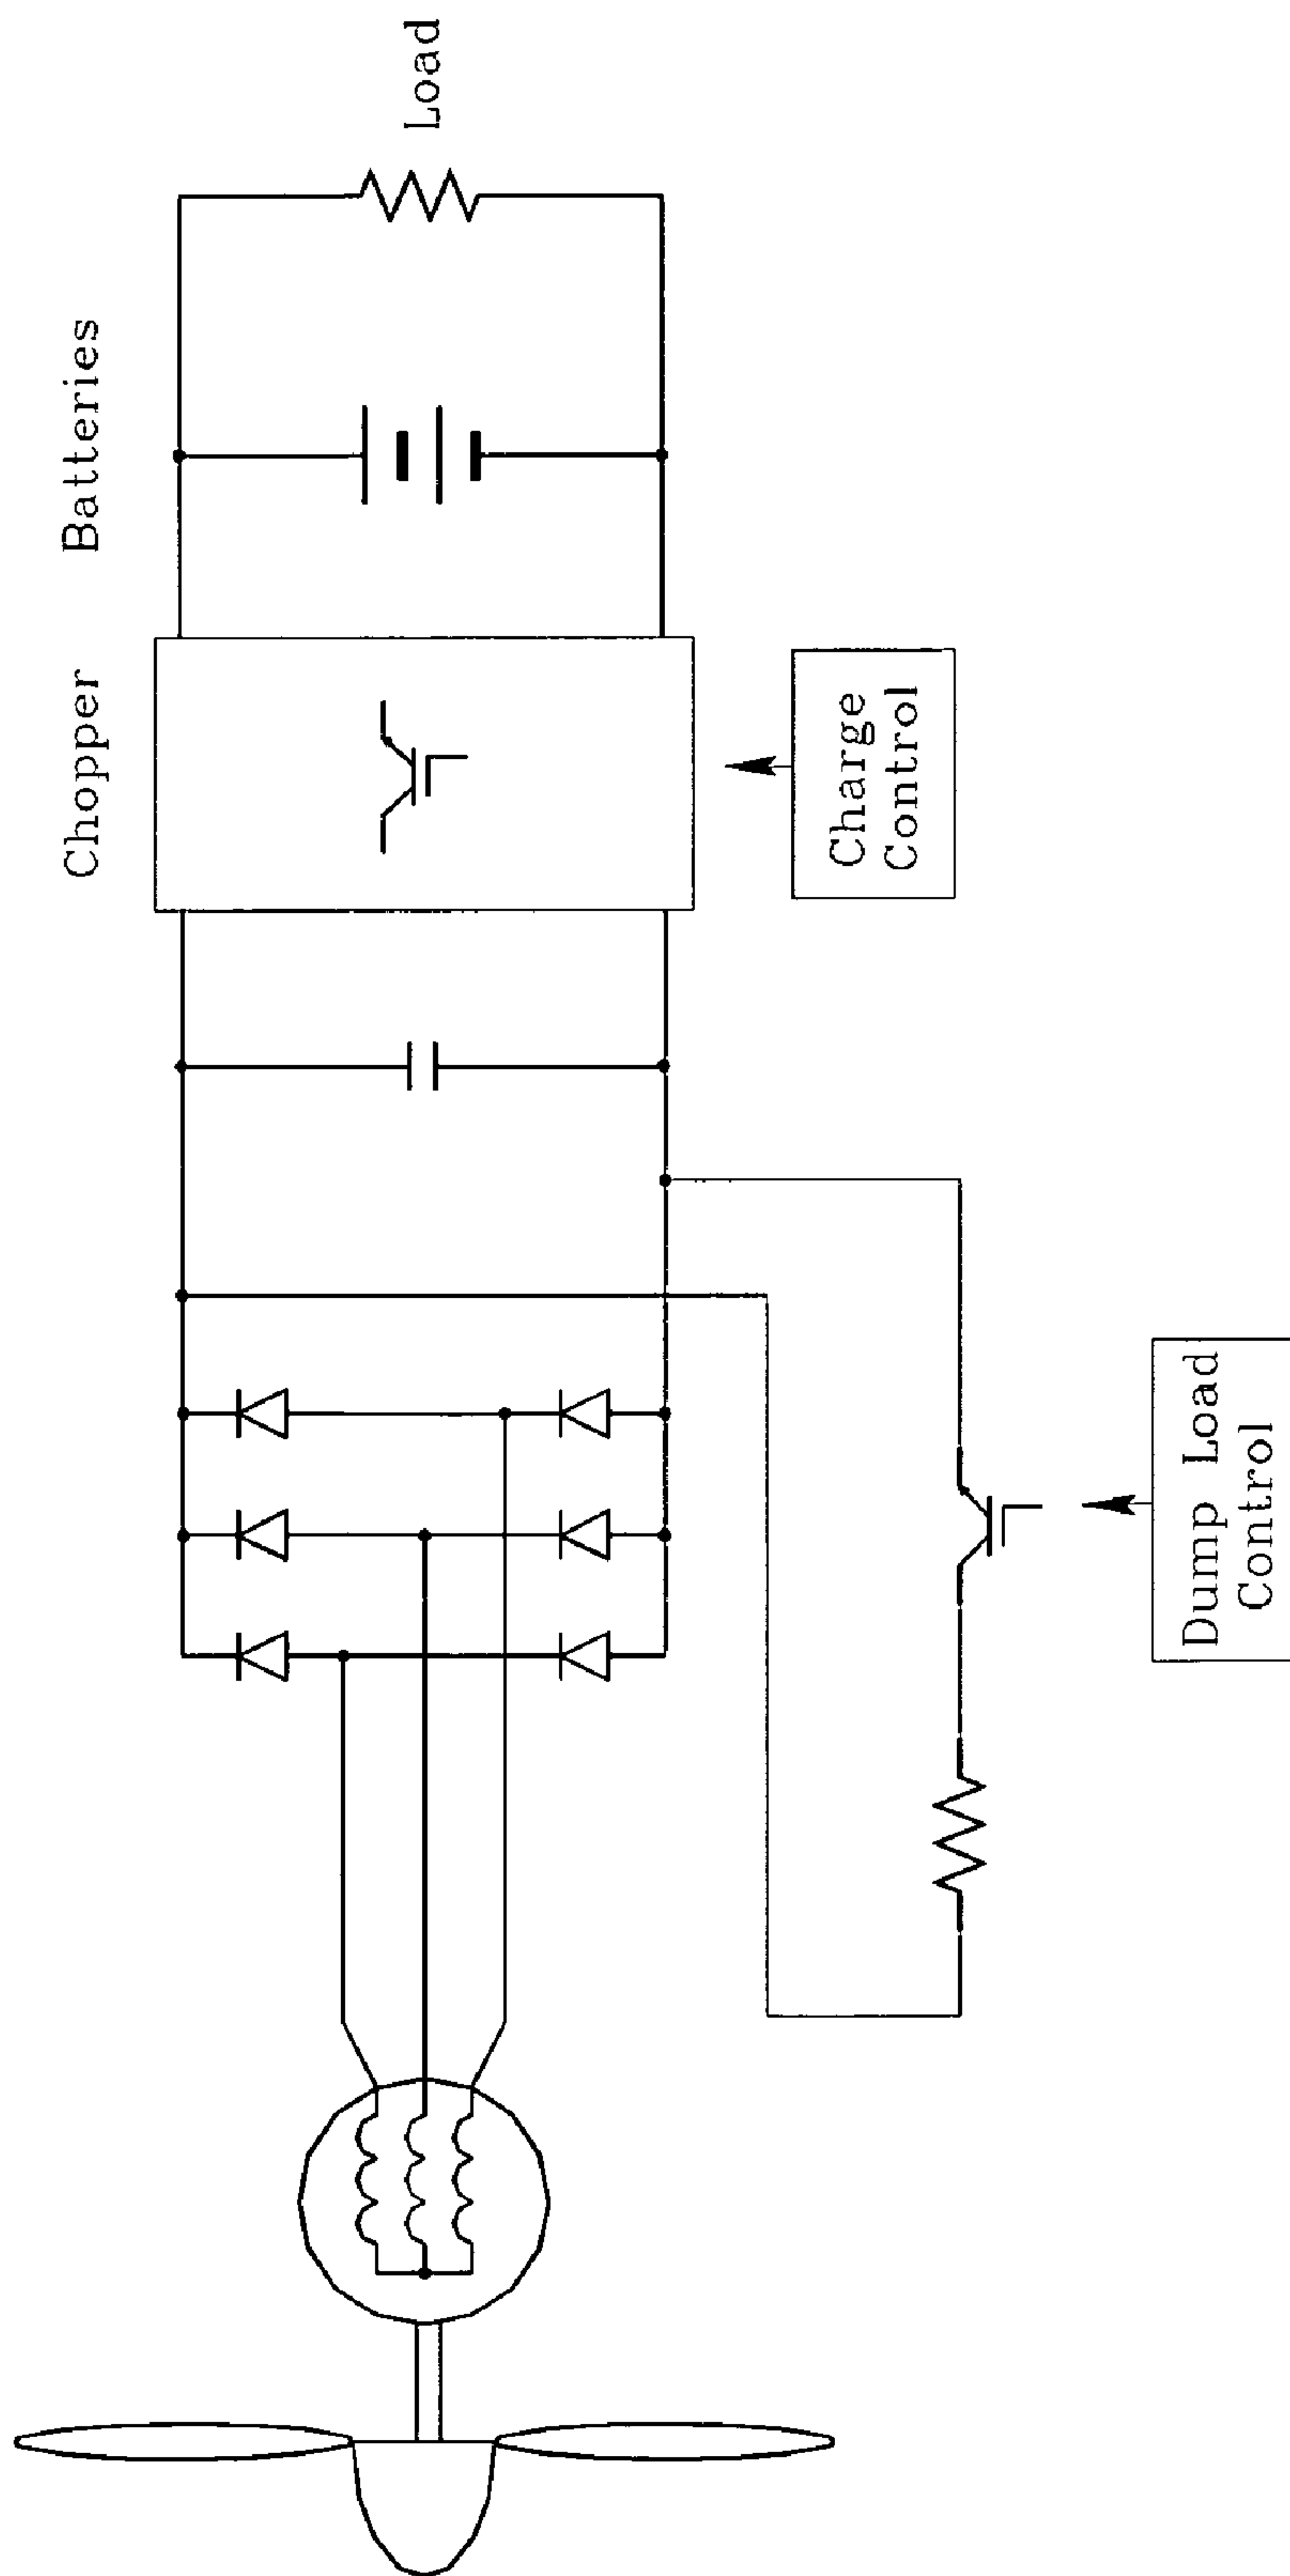 Chopper
Batteries
Load
Charge
Control
Dump Load
Control